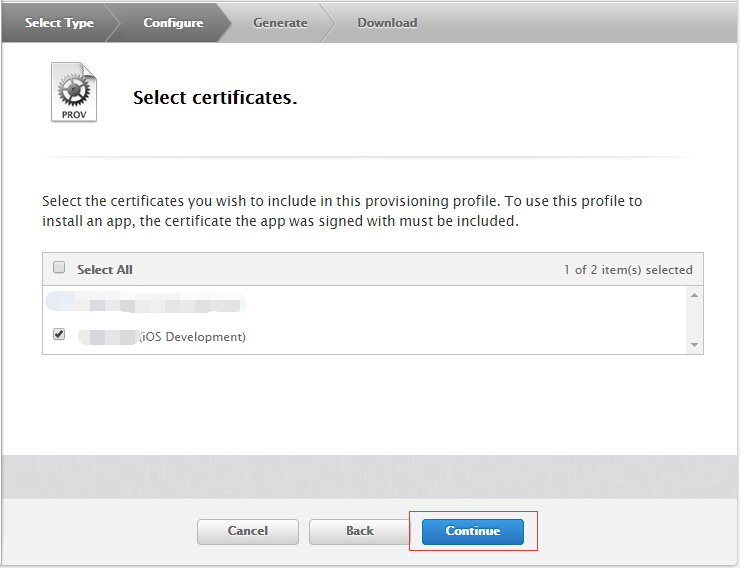 Select Type
Configure
Generate
Download
PROV
Select certificates.
Select the certificates you wish to include in this provisioning profile. To use this profile to
install an app, the certificate the app was signed with must be included.
Select All
1 of 2 item(s) selected
(iOS Development)
Cancel
Back
Continue